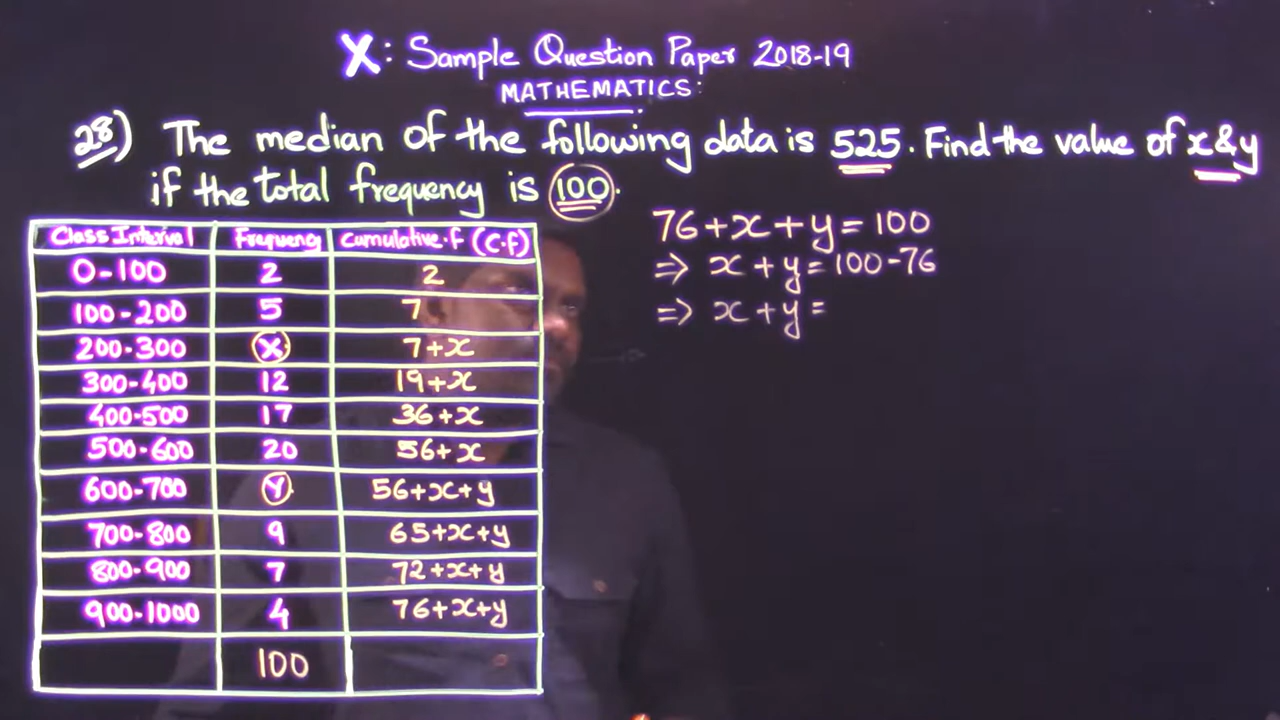 X: Sample Question Paper 2018-19
MATHEMATICS:
28) The median of the following data is 525. Find the value of x & y
if the total frequency is 100.
Class Interval Frequency Cumulative.f (C.f)
0-100 2 2
100-200 5 7
200-300 X 7+x
300-400 12 19+x
400-500 17 36+x
500-600 20 56+x
600-700 Y 56+x+y
700-800 9 65+x+y
800-900 7 72+x+y
900-1000 4 76+x+y
100
76+x+y=100
=> x+y=100-76
=> x+y=